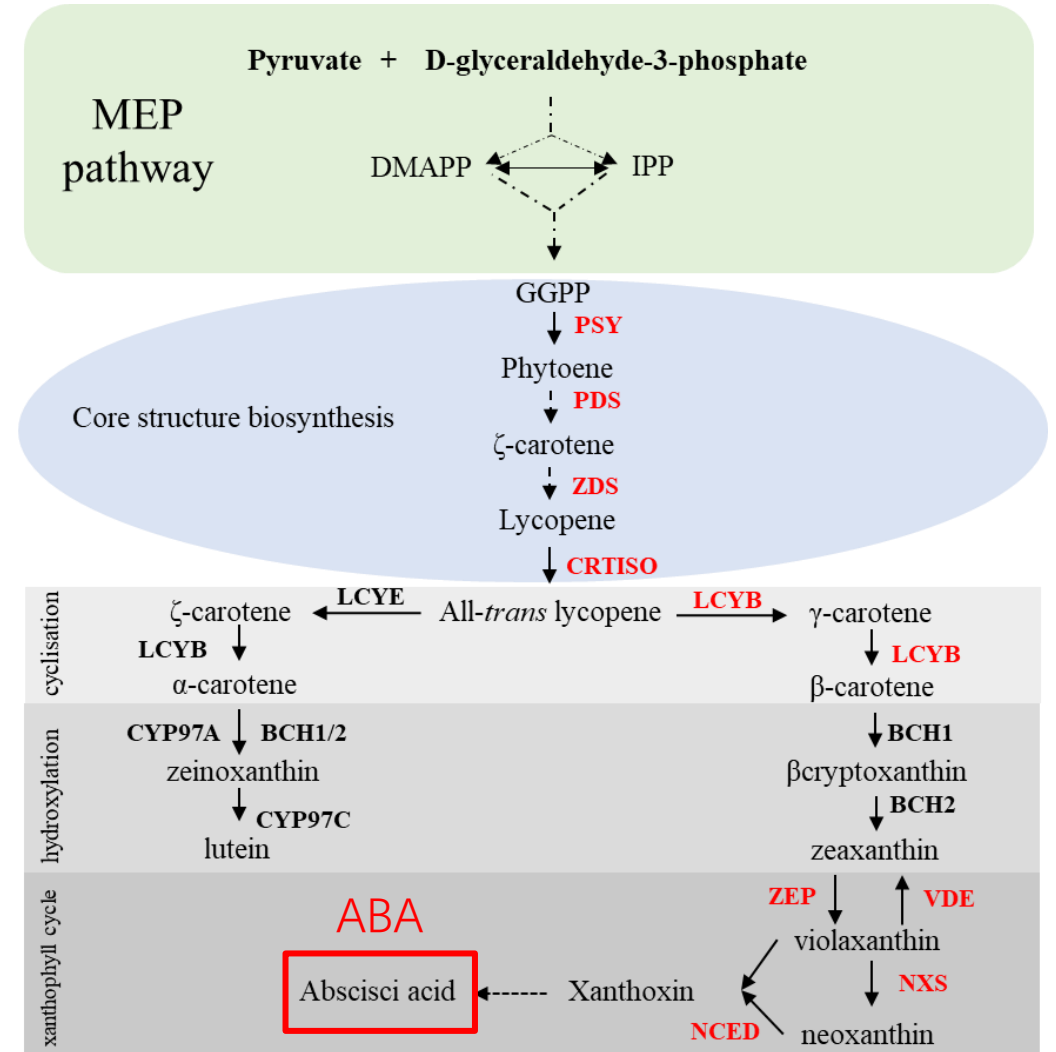 Pyruvate + D-glyceraldehyde-3-phosphate
MEP
pathway
DMAPP
IPP
GGPP
PSY
Phytoene
PDS
Core structure biosynthesis
ζ-carotene
ZDS
Lycopene
CRTISO
cyclisation
ζ-carotene
LCYE
All-trans lycopene
LCYB
γ-carotene
LCYB
LCYB
α-carotene
β-carotene
hydroxylation
CYP97A
BCH1/2
BCH1
zeinoxanthin
βcryptoxanthin
CYP97C
BCH2
lutein
zeaxanthin
xanthophyll cycle
ZEP
VDE
ABA
violaxanthin
Abscisci acid
Xanthoxin
NXS
NCED
neoxanthin